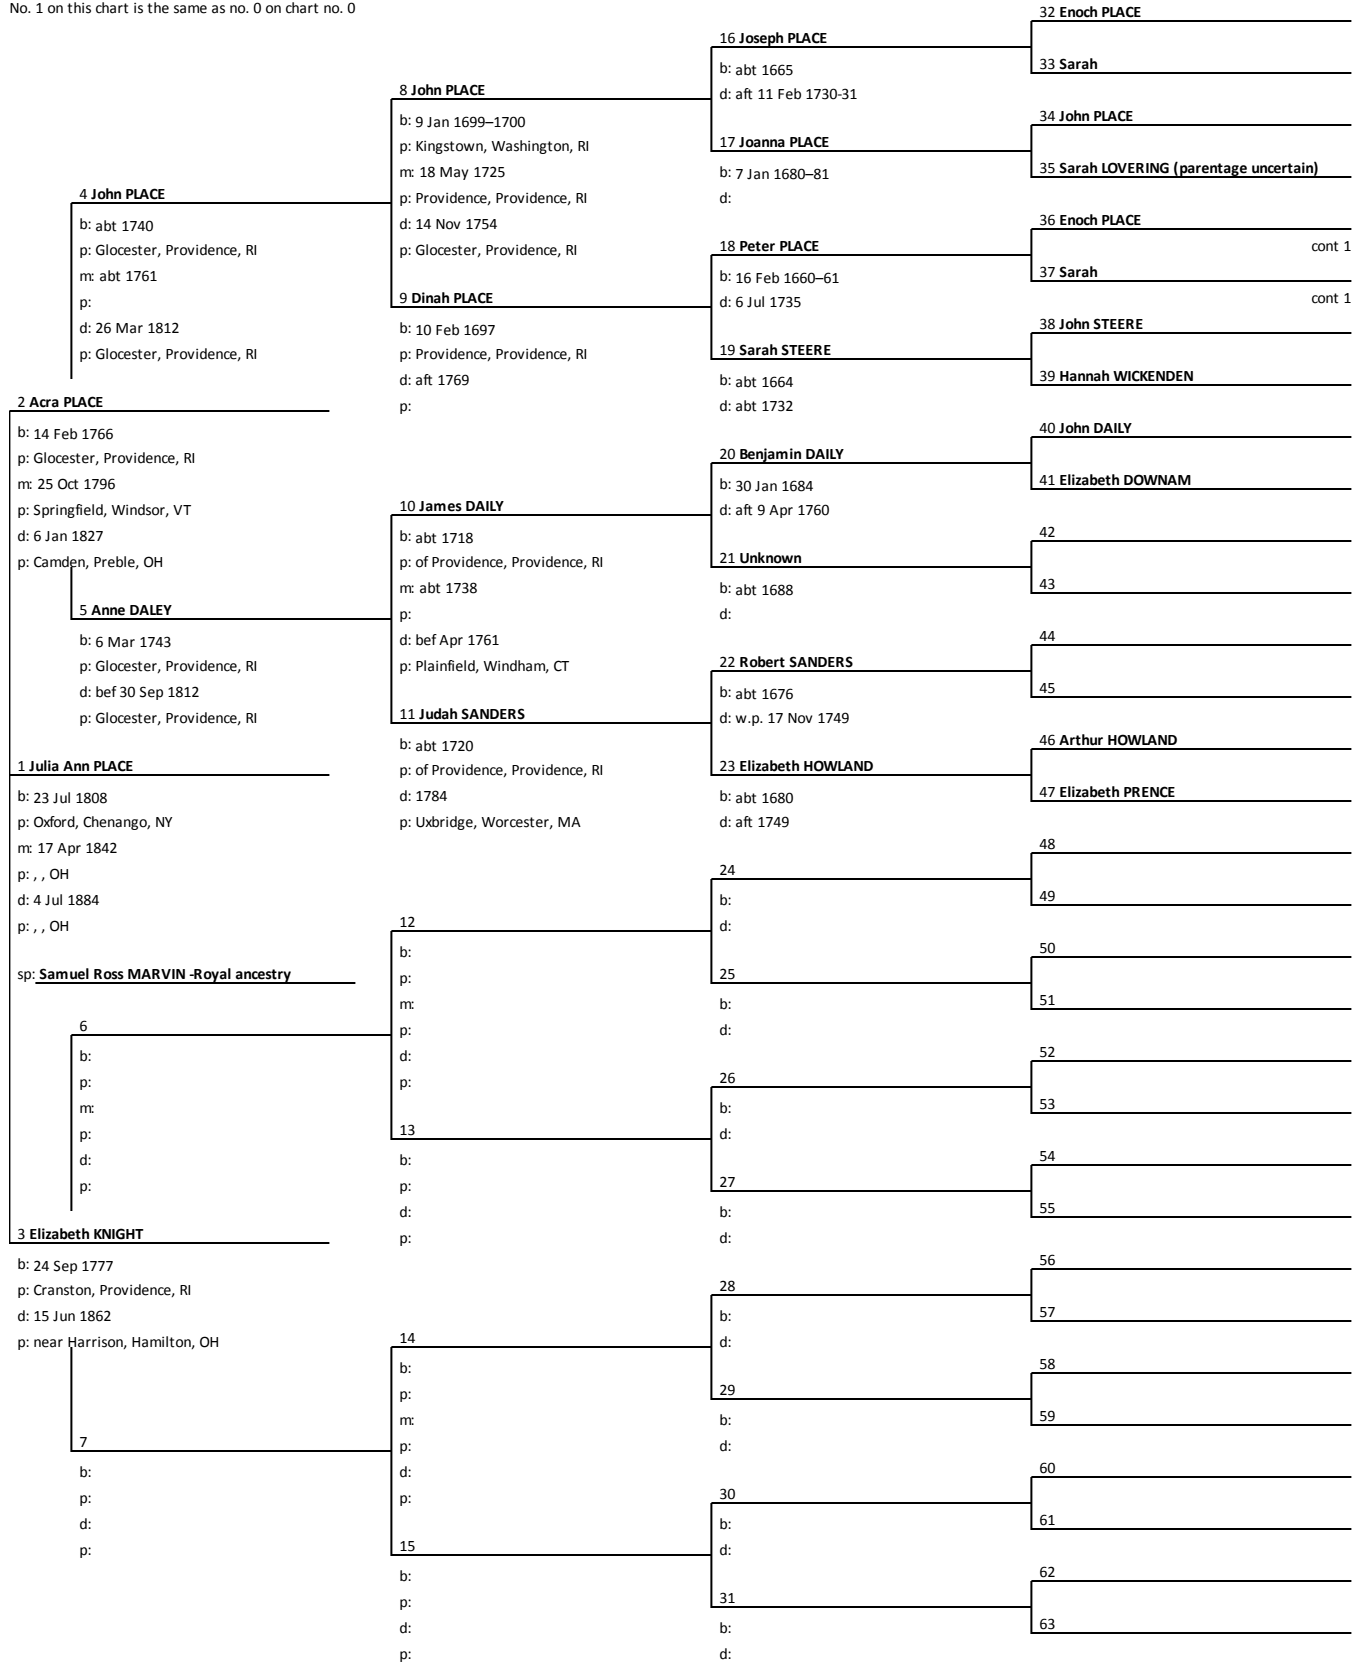 No. 1 on this chart is the same as no. 0 on chart no. 0
2 Acra PLACE
b: 14 Feb 1766
p: Glocester, Providence, RI
m: 25 Oct 1796
p: Springfield, Windsor, VT
d: 6 Jan 1827
p: Camden, Preble, OH
1 Julia Ann PLACE
b: 23 Jul 1808
p: Oxford, Chenango, NY
m: 17 Apr 1842
p: , , OH
d: 4 Jul 1884
p: , , OH
sp: Samuel Ross MARVIN -Royal ancestry
3 Elizabeth KNIGHT
b: 24 Sep 1777
p: Cranston, Providence, RI
d: 15 Jun 1862
p: near Harrison, Hamilton, OH
4 John PLACE
b: abt 1740
p: Glocester, Providence, RI
m: abt 1761
p:
d: 26 Mar 1812
p: Glocester, Providence, RI
5 Anne DALEY
b: 6 Mar 1743
p: Glocester, Providence, RI
d: bef 30 Sep 1812
p: Glocester, Providence, RI
6
b:
p:
m:
p:
d:
p:
7
b:
p:
d:
p:
8 John PLACE
b: 9 Jan 1699–1700
p: Kingstown, Washington, RI
m: 18 May 1725
p: Providence, Providence, RI
d: 14 Nov 1754
p: Glocester, Providence, RI
9 Dinah PLACE
b: 10 Feb 1697
p: Providence, Providence, RI
d: aft 1769
p:
10 James DAILY
b: abt 1718
p: of Providence, Providence, RI
m: abt 1738
p:
d: bef Apr 1761
p: Plainfield, Windham, CT
11 Judah SANDERS
b: abt 1720
p: of Providence, Providence, RI
d: 1784
p: Uxbridge, Worcester, MA
12
b:
p:
m:
p:
d:
p:
13
b:
p:
d:
p:
14
b:
p:
m:
p:
d:
p:
15
b:
p:
d:
p:
16 Joseph PLACE
b: abt 1665
d: aft 11 Feb 1730-31
17 Joanna PLACE
b: 7 Jan 1680–81
d:
18 Peter PLACE
b: 16 Feb 1660–61
d: 6 Jul 1735
19 Sarah STEERE
b: abt 1664
d: abt 1732
20 Benjamin DAILY
b: 30 Jan 1684
d: aft 9 Apr 1760
21 Unknown
b: abt 1688
d:
22 Robert SANDERS
b: abt 1676
d: w.p. 17 Nov 1749
23 Elizabeth HOWLAND
b: abt 1680
d: aft 1749
24
b:
d:
25
b:
d:
26
b:
d:
27
b:
d:
28
b:
d:
29
b:
d:
30
b:
d:
31
b:
d:
32 Enoch PLACE
33 Sarah
34 John PLACE
35 Sarah LOVERING (parentage uncertain)
36 Enoch PLACE
cont 1
37 Sarah
cont 1
38 John STEERE
39 Hannah WICKENDEN
40 John DAILY
41 Elizabeth DOWNAM
42
43
44
45
46 Arthur HOWLAND
47 Elizabeth PRENCE
48
49
50
51
52
53
54
55
56
57
58
59
60
61
62
63